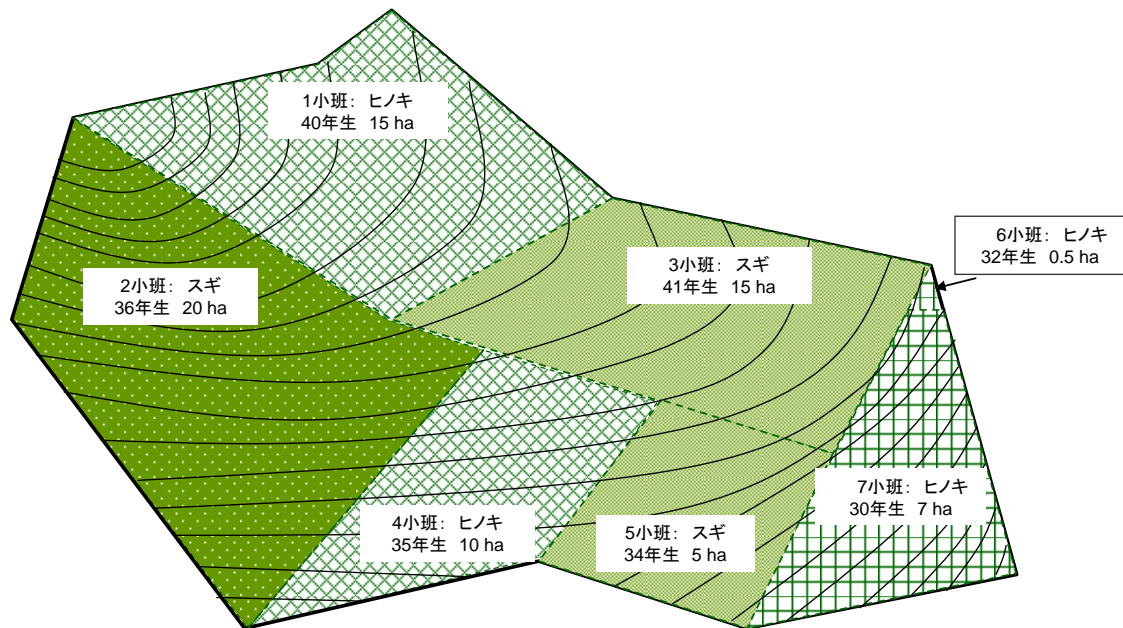 1小班: ヒノキ
40年生 15 ha
2小班: スギ
36年生 20 ha
3小班: スギ
41年生 15 ha
6小班: ヒノキ
32年生 0.5 ha
4小班: ヒノキ
35年生 10 ha
5小班: スギ
34年生 5 ha
7小班: ヒノキ
30年生 7 ha